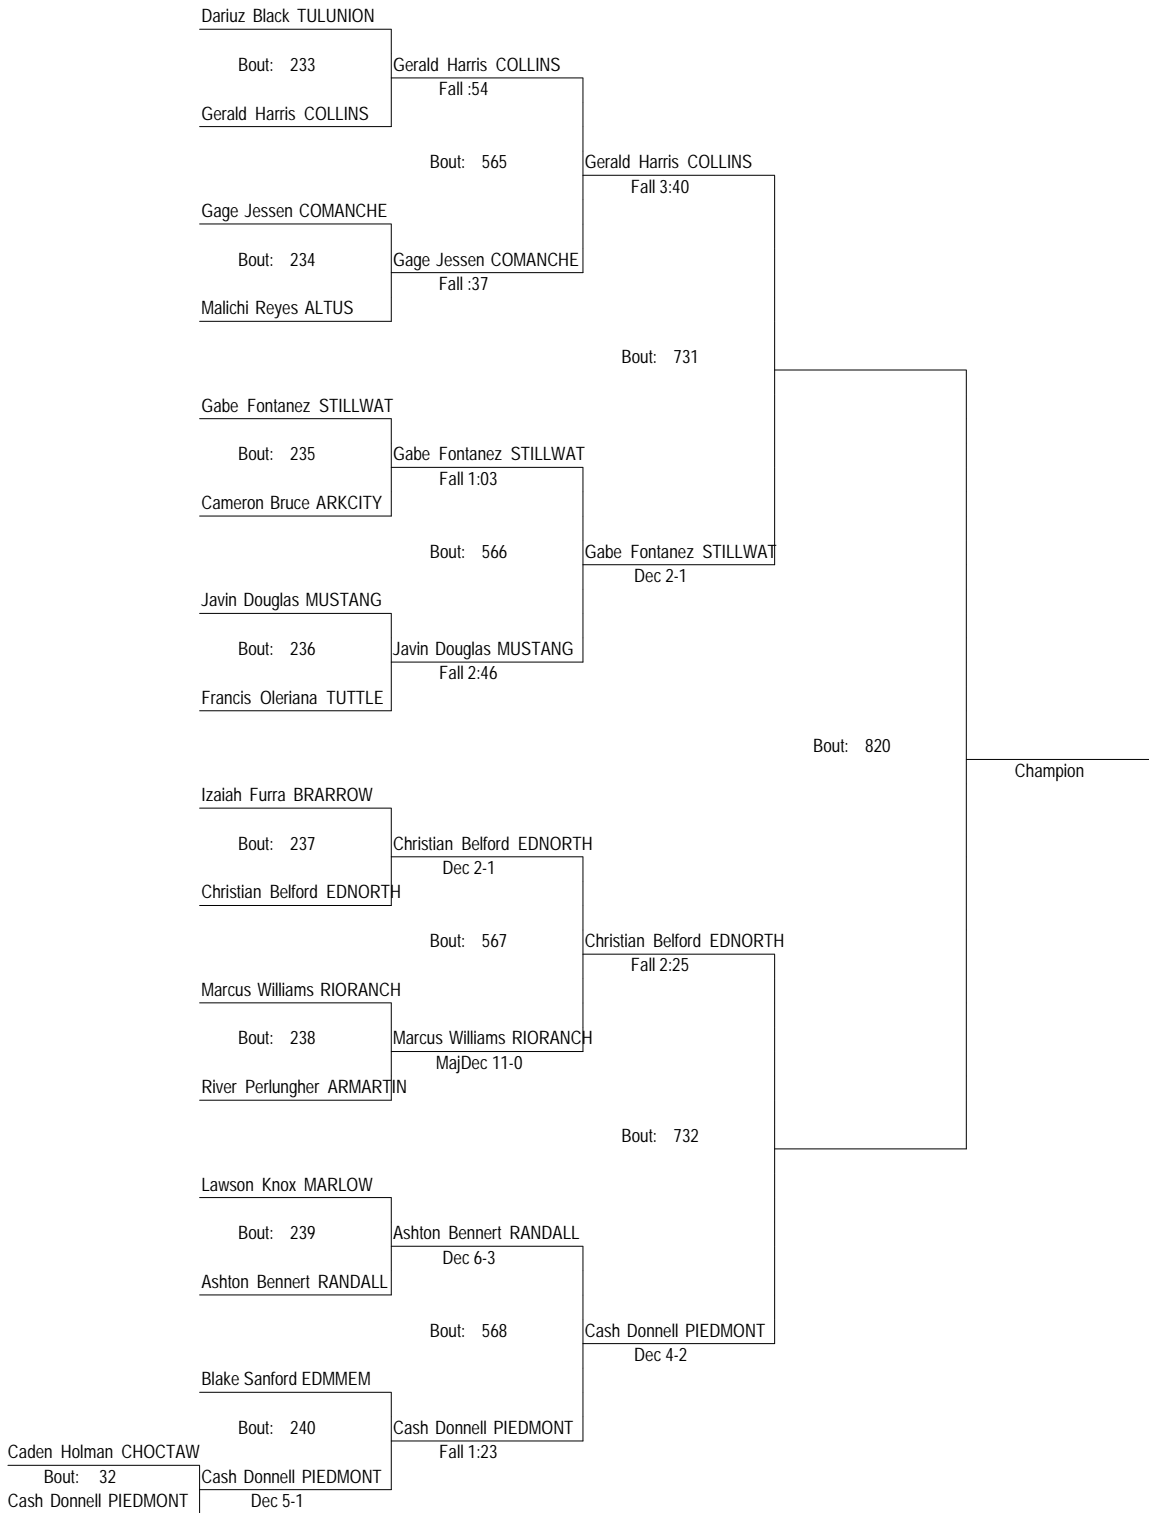 Dariuz Black TULUNION
Bout: 233
Gerald Harris COLLINS
Fall :54
Gerald Harris COLLINS
Bout: 565
Gerald Harris COLLINS
Fall 3:40
Gage Jessen COMANCHE
Bout: 234
Gage Jessen COMANCHE
Fall :37
Malichi Reyes ALTUS
Bout: 731
Gabe Fontanez STILLWAT
Bout: 235
Gabe Fontanez STILLWAT
Fall 1:03
Cameron Bruce ARKCITY
Bout: 566
Gabe Fontanez STILLWAT
Dec 2-1
Javin Douglas MUSTANG
Bout: 236
Javin Douglas MUSTANG
Fall 2:46
Francis Oleriana TUTTLE
Bout: 820
Champion
Izaiah Furra BRARROW
Bout: 237
Christian Belford EDNORTH
Dec 2-1
Christian Belford EDNORTH
Bout: 567
Christian Belford EDNORTH
Fall 2:25
Marcus Williams RIORANCH
Bout: 238
Marcus Williams RIORANCH
MajDec 11-0
River Perlungher ARMARTIN
Bout: 732
Lawson Knox MARLOW
Bout: 239
Ashton Bennert RANDALL
Dec 6-3
Ashton Bennert RANDALL
Bout: 568
Cash Donnell PIEDMONT
Dec 4-2
Blake Sanford EDMMEM
Bout: 240
Cash Donnell PIEDMONT
Fall 1:23
Caden Holman CHOCTAW
Bout: 32
Cash Donnell PIEDMONT
Cash Donnell PIEDMONT
Dec 5-1